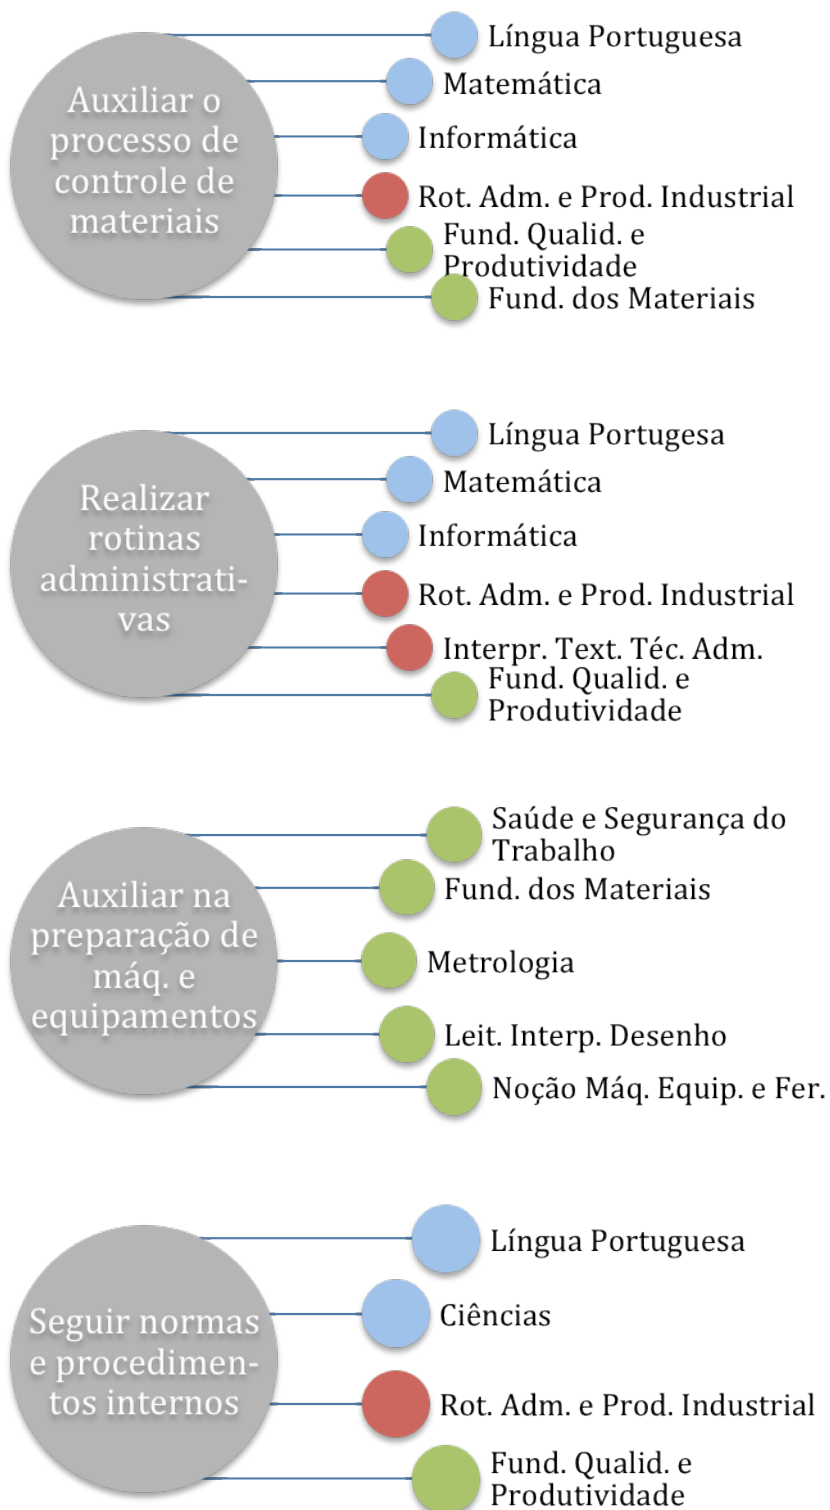 Auxiliar o
processo de
controle de
materiais
Língua Portuguesa
Matemática
Informática
Rot. Adm. e Prod. Industrial
Fund. Qualid. e
Produtividade
Fund. dos Materiais
Realizar
rotinas
administrati-
vas
Língua Portugesa
Matemática
Informática
Rot. Adm. e Prod. Industrial
Interpr. Text. Téc. Adm.
Fund. Qualid. e
Produtividade
Auxiliar na
preparação de
máq. e
equipamentos
Saúde e Segurança do
Trabalho
Fund. dos Materiais
Metrologia
Leit. Interp. Desenho
Noção Máq. Equip. e Fer.
Seguir normas
e procedimen-
tos internos
Língua Portuguesa
Ciências
Rot. Adm. e Prod. Industrial
Fund. Qualid. e
Produtividade